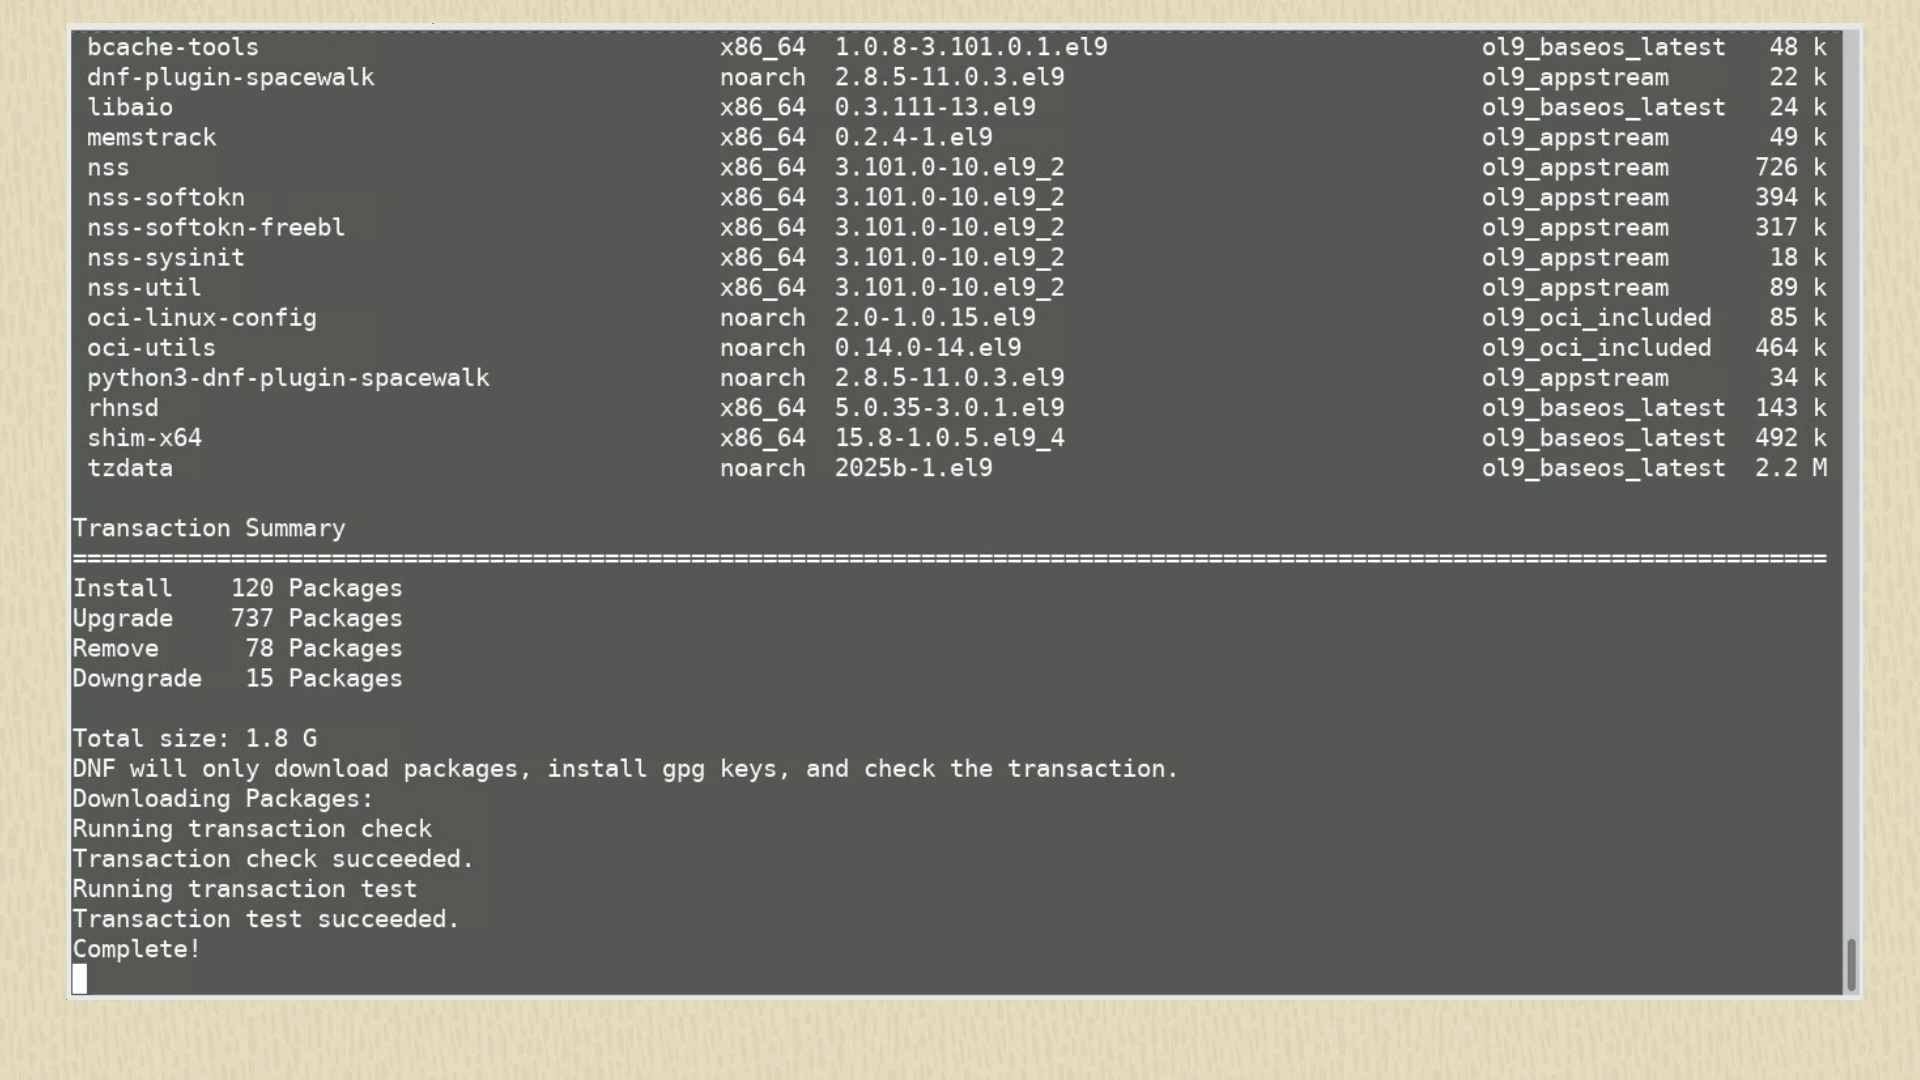 bcache-tools x86_64 1.0.8-3.101.0.1.el9 ol9_baseos_latest 48 k
dnf-plugin-spacewalk noarch 2.8.5-11.0.3.el9 ol9_appstream 22 k
libaio x86_64 0.3.111-13.el9 ol9_baseos_latest 24 k
memstrack x86_64 0.2.4-1.el9 ol9_appstream 49 k
nss x86_64 3.101.0-10.el9_2 ol9_appstream 726 k
nss-softokn x86_64 3.101.0-10.el9_2 ol9_appstream 394 k
nss-softokn-freebl x86_64 3.101.0-10.el9_2 ol9_appstream 317 k
nss-sysinit x86_64 3.101.0-10.el9_2 ol9_appstream 18 k
nss-util x86_64 3.101.0-10.el9_2 ol9_appstream 89 k
oci-linux-config noarch 2.0-1.0.15.el9 ol9_oci_included 85 k
oci-utils noarch 0.14.0-14.el9 ol9_oci_included 464 k
python3-dnf-plugin-spacewalk noarch 2.8.5-11.0.3.el9 ol9_appstream 34 k
rhnsd x86_64 5.0.35-3.0.1.el9 ol9_baseos_latest 143 k
shim-x64 x86_64 15.8-1.0.5.el9_4 ol9_baseos_latest 492 k
tzdata noarch 2025b-1.el9 ol9_baseos_latest 2.2 M
Transaction Summary
==========================================================================================================================
Install 120 Packages
Upgrade 737 Packages
Remove 78 Packages
Downgrade 15 Packages
Total size: 1.8 G
DNF will only download packages, install gpg keys, and check the transaction.
Downloading Packages:
Running transaction check
Transaction check succeeded.
Running transaction test
Transaction test succeeded.
Complete!